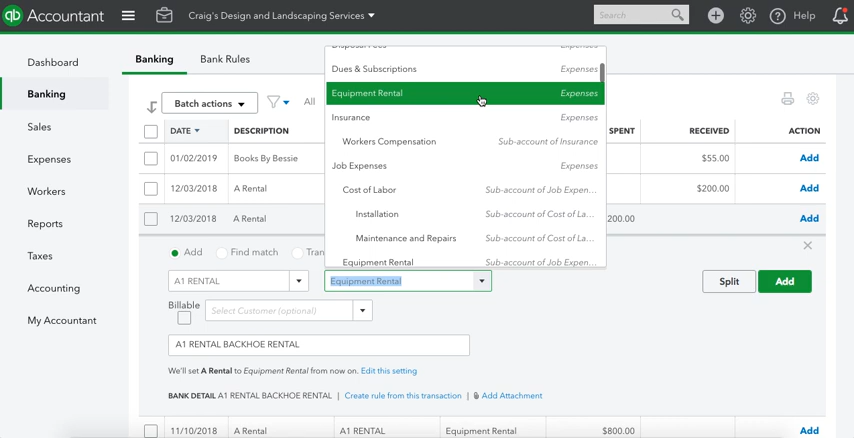 qb Accountant Craig's Design and Landscaping Services Search Help
Dashboard
Banking
Sales
Expenses
Workers
Reports
Taxes
Accounting
My Accountant
Banking Bank Rules
Batch actions All
DATE DESCRIPTION SPENT RECEIVED ACTION
01/02/2019 Books By Bessie $55.00 Add
12/03/2018 A Rental $200.00 Add
12/03/2018 A Rental 200.00 Add
Disposal Fees Expenses
Dues & Subscriptions Expenses
Equipment Rental Expenses
Insurance Expenses
Workers Compensation Sub-account of Insurance
Job Expenses Expenses
Cost of Labor Sub-account of Job Expen...
Installation Sub-account of Cost of La...
Maintenance and Repairs Sub-account of Cost of La...
Equipment Rental Sub-account of Job Expen...
Add Find match Tran
A1 RENTAL Equipment Rental Split Add
Billable Select Customer (optional)
A1 RENTAL BACKHOE RENTAL
We'll set A Rental to Equipment Rental from now on. Edit this setting
BANK DETAIL A1 RENTAL BACKHOE RENTAL | Create rule from this transaction | Add Attachment
11/10/2018 A Rental A1 RENTAL Equipment Rental $800.00 Add